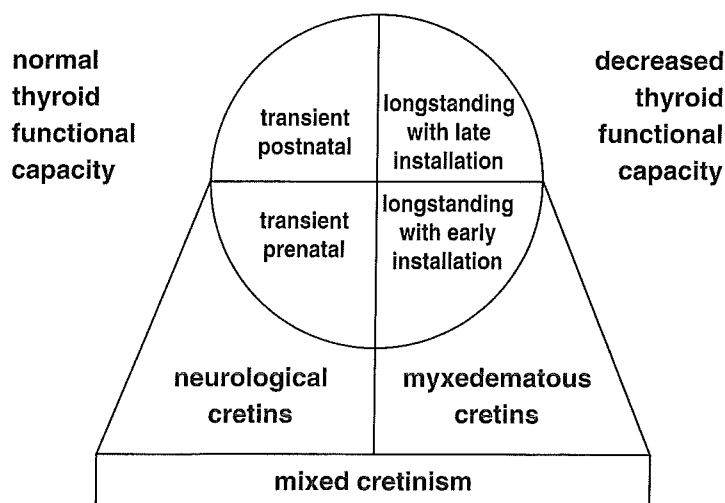 normal
thyroid
functional
capacity
decreased
thyroid
functional
capacity
transient
postnatal
longstanding
with late
installation
transient
prenatal
longstanding
with early
installation
neurological
cretins
myxedematous
cretins
mixed cretinism